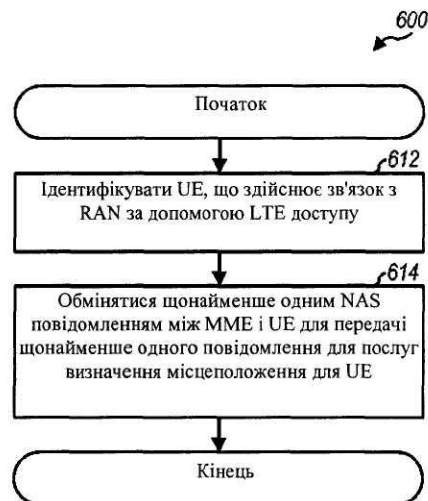 600
Початок
612
Ідентифікувати UE, що здійснює зв'язок з
RAN за допомогою LTE доступу
614
Обмінятися щонайменше одним NAS
повідомленням між MME і UE для передачі
щонайменше одного повідомлення для послуг
визначення місцеположення для UE
Кінець